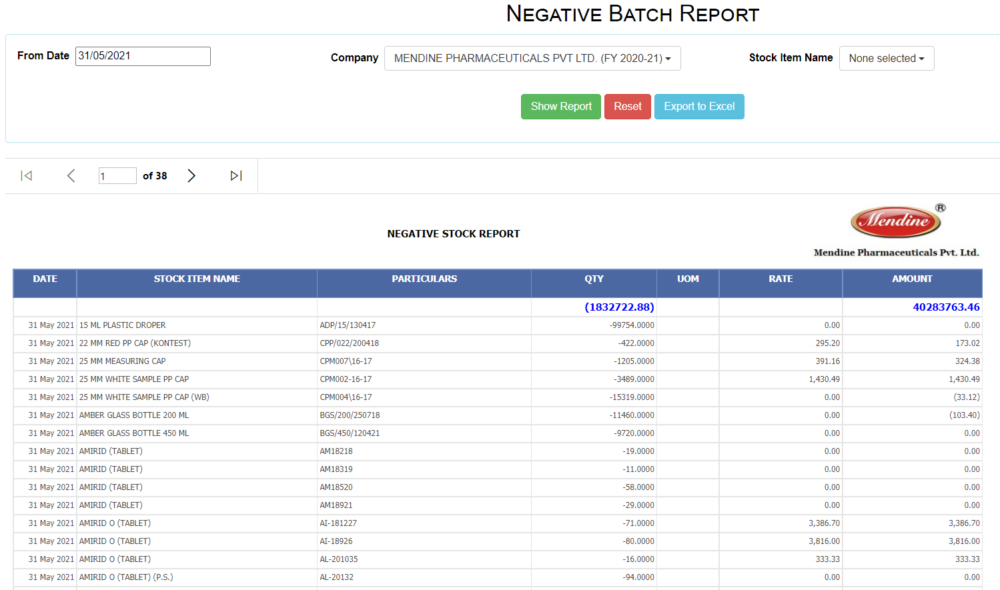 NEGATIVE BATCH REPORT
From Date 31/05/2021 Company MENDINE PHARMACEUTICALS PVT LTD. (FY 2020-21) Stock Item Name None selected
Show Report Reset Export to Excel
1 of 38
Mendine ®
NEGATIVE STOCK REPORT
Mendine Pharmaceuticals Pvt. Ltd.
DATE STOCK ITEM NAME PARTICULARS QTY UOM RATE AMOUNT
(1832722.88) 40283763.46
31 May 2021 15 ML PLASTIC DROPER ADP/15/130417 -99754.0000 0.00 0.00
31 May 2021 22 MM RED PP CAP (KONTEST) CPP/022/200418 -422.0000 295.20 173.02
31 May 2021 25 MM MEASURING CAP CPM007\16-17 -1205.0000 391.16 324.38
31 May 2021 25 MM WHITE SAMPLE PP CAP CPM002-16-17 -3489.0000 1,430.49 1,430.49
31 May 2021 25 MM WHITE SAMPLE PP CAP (WB) CPM004\16-17 -15319.0000 0.00 (33.12)
31 May 2021 AMBER GLASS BOTTLE 200 ML BGS/200/250718 -11460.0000 0.00 (103.40)
31 May 2021 AMBER GLASS BOTTLE 450 ML BGS/450/120421 -9720.0000 0.00 0.00
31 May 2021 AMIRID (TABLET) AM18218 -19.0000 0.00 0.00
31 May 2021 AMIRID (TABLET) AM18319 -11.0000 0.00 0.00
31 May 2021 AMIRID (TABLET) AM18520 -58.0000 0.00 0.00
31 May 2021 AMIRID (TABLET) AM18921 -29.0000 0.00 0.00
31 May 2021 AMIRID O (TABLET) AI-181227 -71.0000 3,386.70 3,386.70
31 May 2021 AMIRID O (TABLET) AI-18926 -80.0000 3,816.00 3,816.00
31 May 2021 AMIRID O (TABLET) AL-201035 -16.0000 333.33 333.33
31 May 2021 AMIRID O (TABLET) (P.S.) AL-20132 -94.0000 0.00 0.00